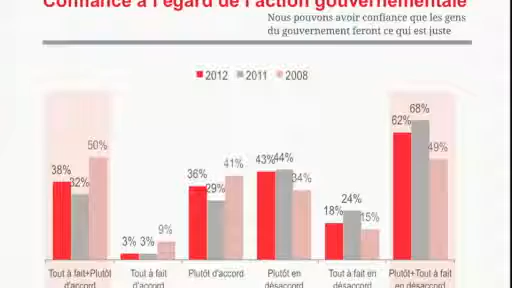 Confiance à l'égard de l'action gouvernementale
Nous pouvons avoir confiance que les gens
du gouvernement feront ce qui est juste
2012 2011 2008
38% 32% 50%
3% 3% 9%
36% 29% 41%
43% 44% 34%
18% 24% 15%
62% 68% 49%
Tout à fait+Plutôt
d'accord
Tout à fait
d'accord
Plutôt d'accord
Plutôt en
désaccord
Tout à fait en
désaccord
Plutôt+Tout à fait
en désaccord